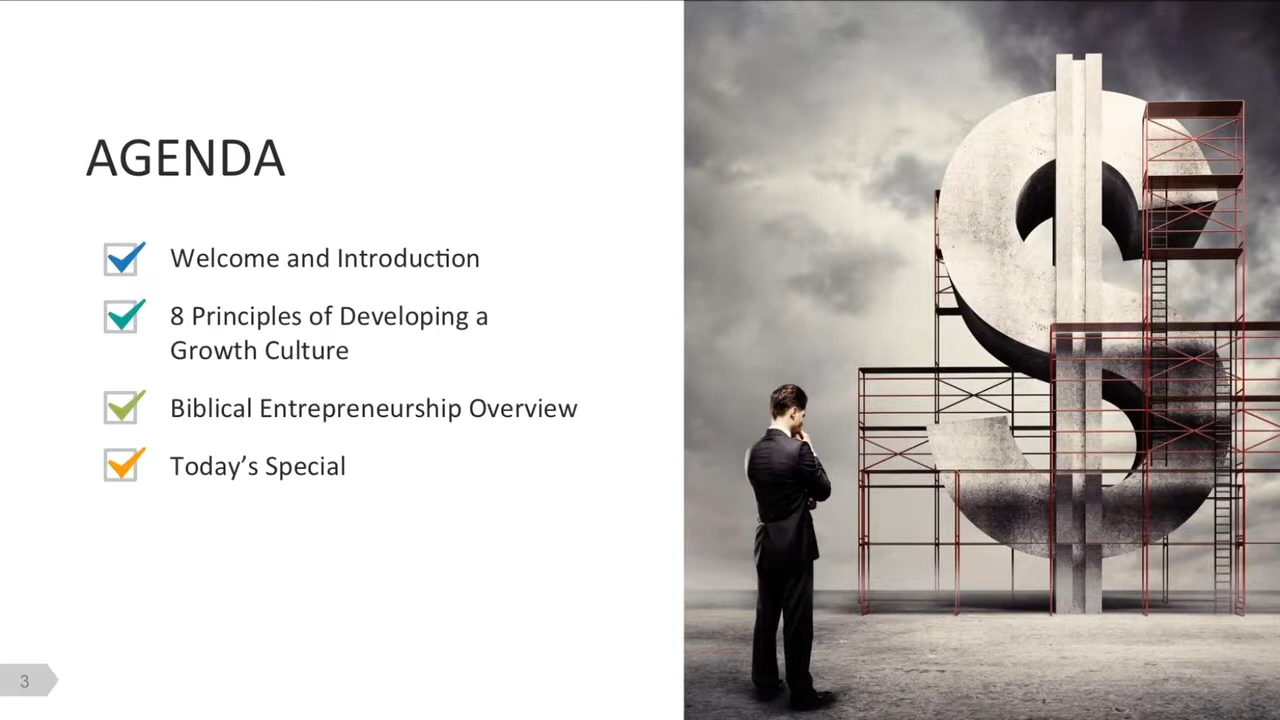 AGENDA
Welcome and Introduction
8 Principles of Developing a
Growth Culture
Biblical Entrepreneurship Overview
Today’s Special
3